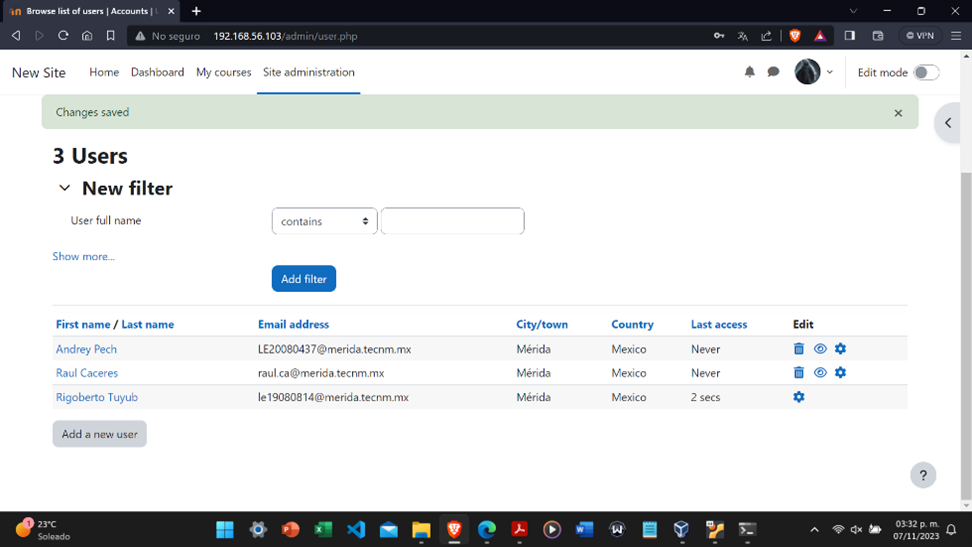 Browse list of users | Accounts |
No seguro 192.168.56.103/admin/user.php VPN
New Site Home Dashboard My courses Site administration Edit mode
Changes saved
3 Users
New filter
User full name contains
Show more...
Add filter
First name / Last name Email address City/town Country Last access Edit
Andrey Pech LE20080437@merida.tecnm.mx Mérida Mexico Never
Raul Caceres raul.ca@merida.tecnm.mx Mérida Mexico Never
Rigoberto Tuyub le19080814@merida.tecnm.mx Mérida Mexico 2 secs
Add a new user
?
1 23°C 03:32 p. m.
Soleado 07/11/2023